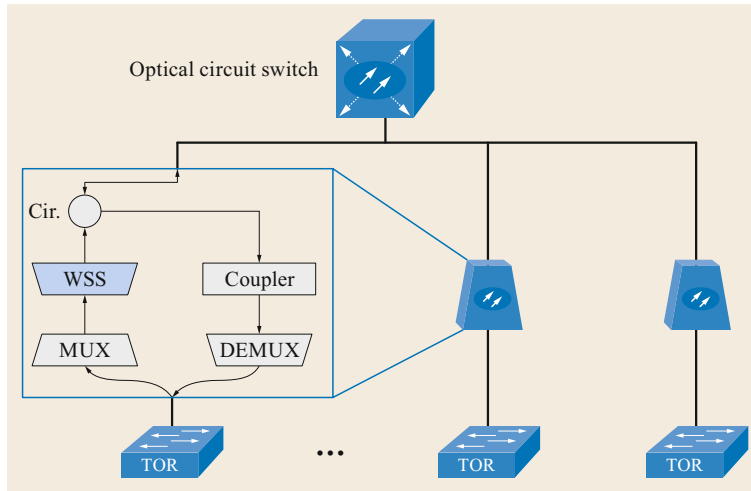 Optical circuit switch
Cir.
WSS
Coupler
MUX
DEMUX
...
TOR
TOR
TOR